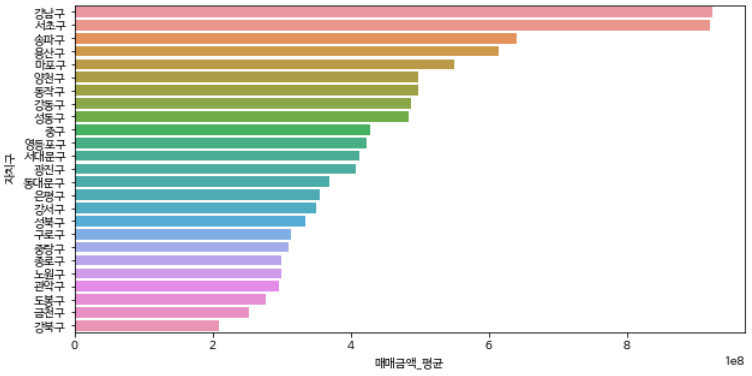 강남구
서초구
송파구
용산구
마포구
양천구
동작구
강동구
성동구
중구
영등포구
서대문구
광진구
동대문구
은평구
강서구
성북구
구로구
중랑구
종로구
노원구
관악구
도봉구
금천구
강북구
자치구
0 2 4 6 8
1e8
매매금액_평균